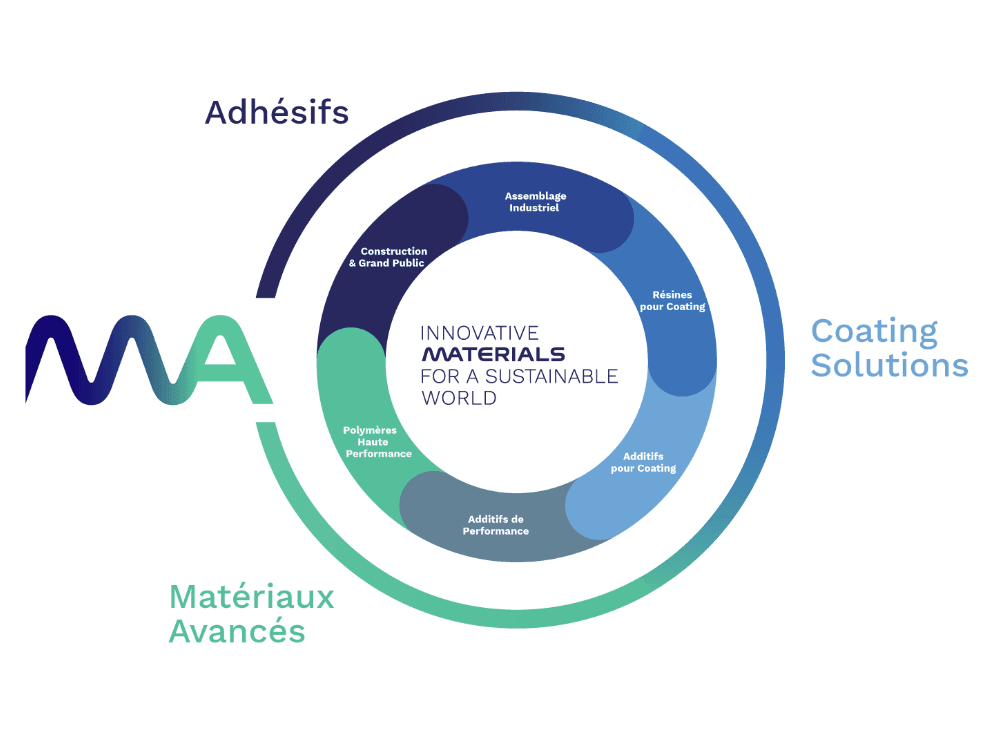 Adhésifs
Assemblage
Industriel
Construction
& Grand Public
Résines
pour Coating
INNOVATIVE
MATERIALS
FOR A SUSTAINABLE
WORLD
MA
Coating
Solutions
Polymères
Haute
Performance
Additifs
pour Coating
Additifs de
Performance
Matériaux
Avancés